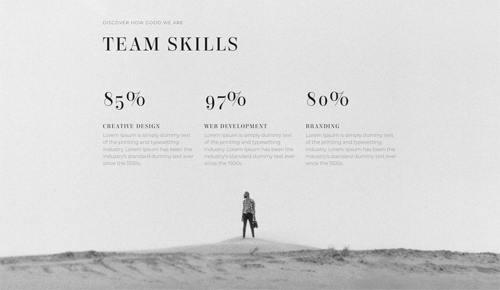 DISCOVER HOW GOOD WE ARE
TEAM SKILLS
85%
CREATIVE DESIGN
Lorem Ipsum is simply dummy text
of the printing and typesetting
industry. Lorem Ipsum has been the
industry's standard dummy text ever
since the 1500s.
97%
WEB DEVELOPMENT
Lorem Ipsum is simply dummy text
of the printing and typesetting
industry. Lorem Ipsum has been the
industry's standard dummy text ever
since the 1500s.
80%
BRANDING
Lorem Ipsum is simply dummy text
of the printing and typesetting
industry. Lorem Ipsum has been the
industry's standard dummy text ever
since the 1500s.